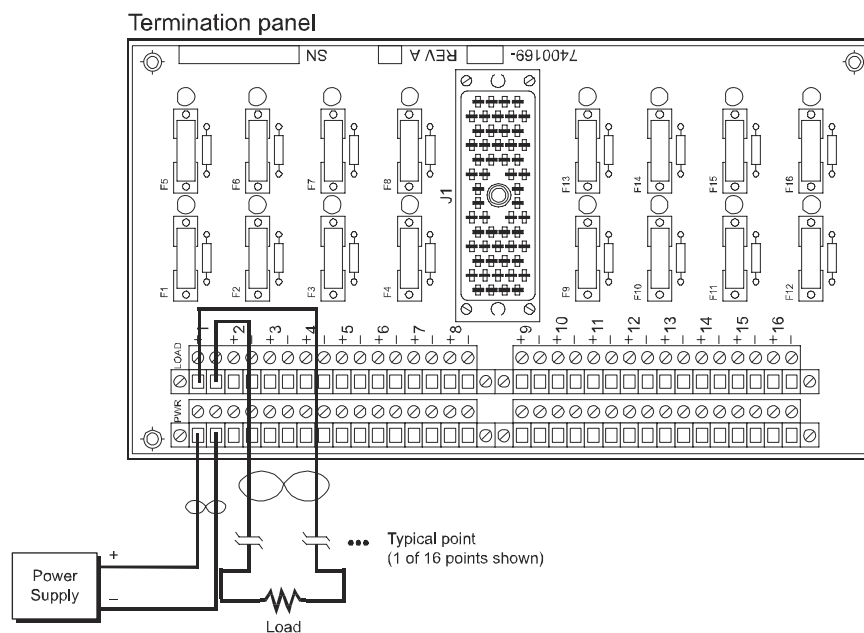 Termination panel
SN
REV A
7400169-
F5
F6
F7
F8
J1
F13
F14
F15
F16
F1
F2
F3
F4
F9
F10
F11
F12
LOAD
+ 1 -
+ 2 -
+ 3 -
+ 4 -
+ 5 -
+ 6 -
+ 7 -
+ 8 -
+ 9 -
+ 10 -
+ 11 -
+ 12 -
+ 13 -
+ 14 -
+ 15 -
+ 16 -
PWR
••• Typical point
(1 of 16 points shown)
+
Power
Supply
–
Load